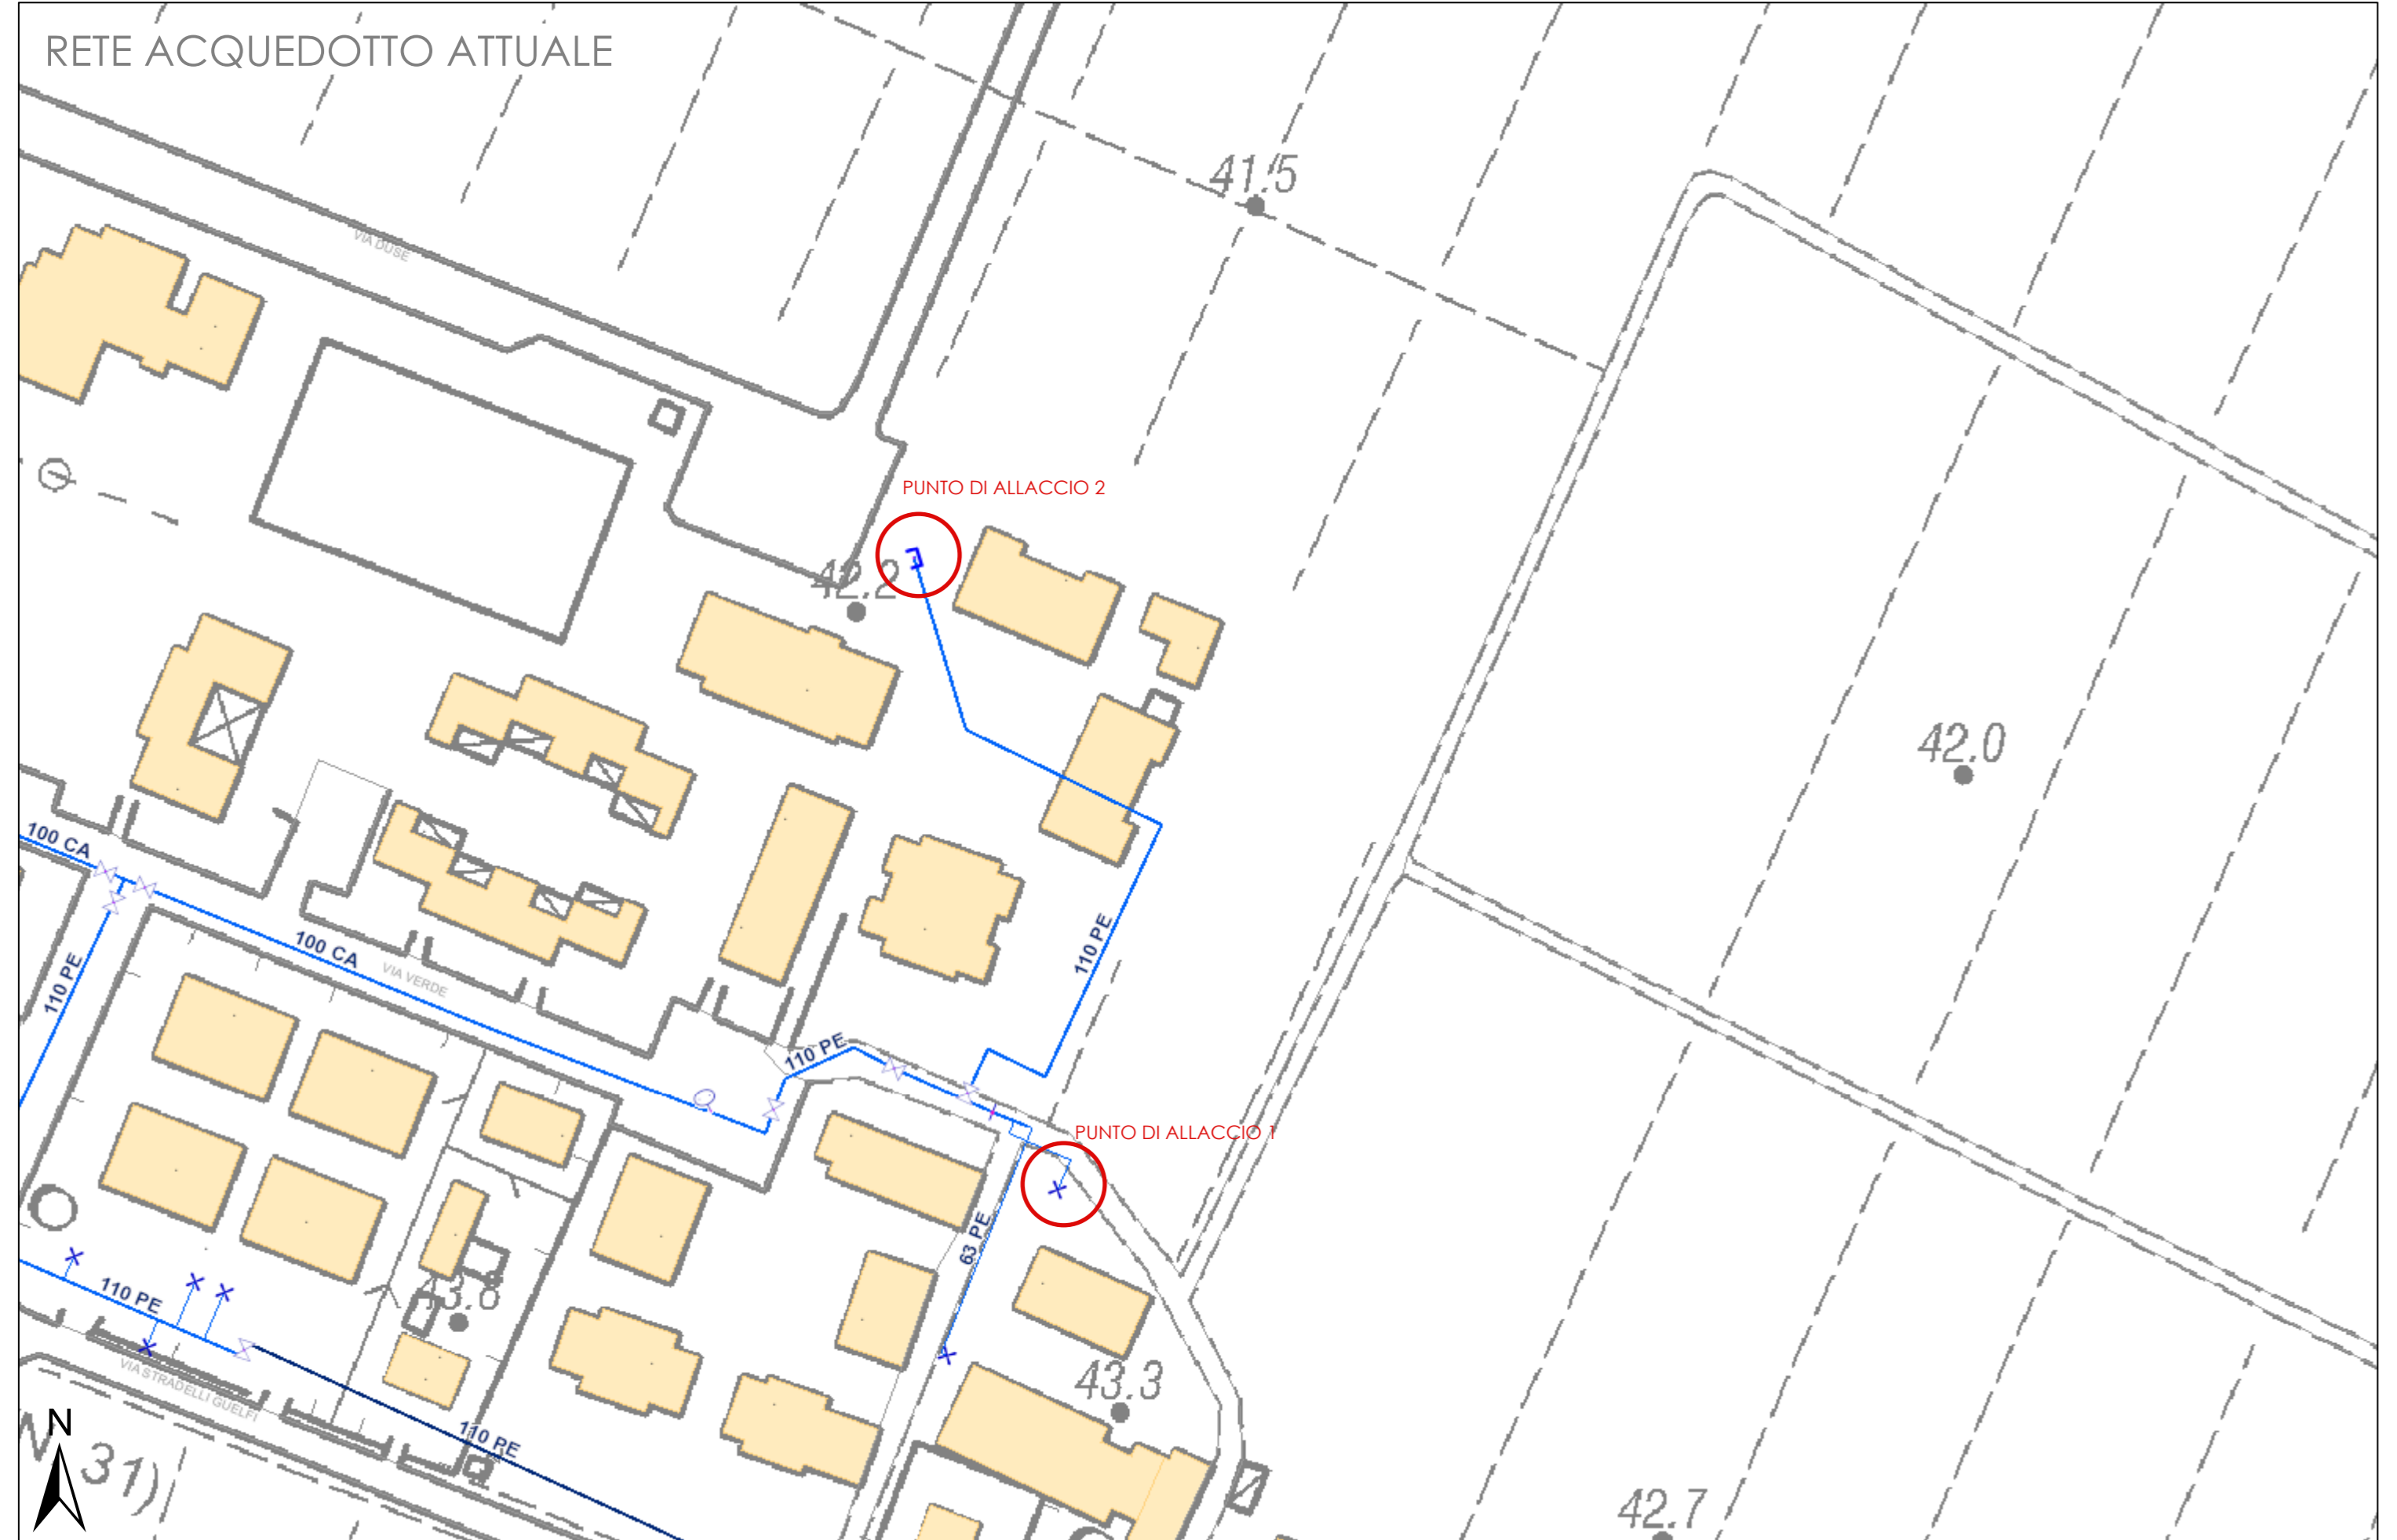 RETE ACQUEDOTTO ATTUALE
41.5
VIA DUSE
PUNTO DI ALLACCIO 2
42.2
42.0
100 CA
110 PE
100 CA
VIA VERDE
110 PE
110 PE
PUNTO DI ALLACCIO 1
63 PE
110 PE
43.3
VIA STRADELLI GUELFI
110 PE
N
31)
42.7